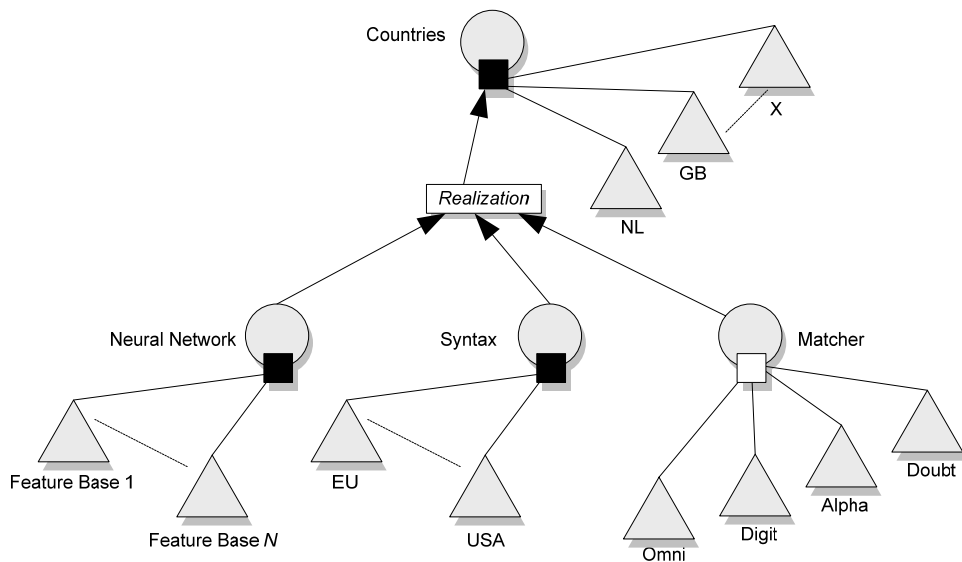 Countries
X
GB
NL
Realization
Neural Network
Syntax
Matcher
Feature Base 1
Feature Base N
EU
USA
Omni
Digit
Alpha
Doubt